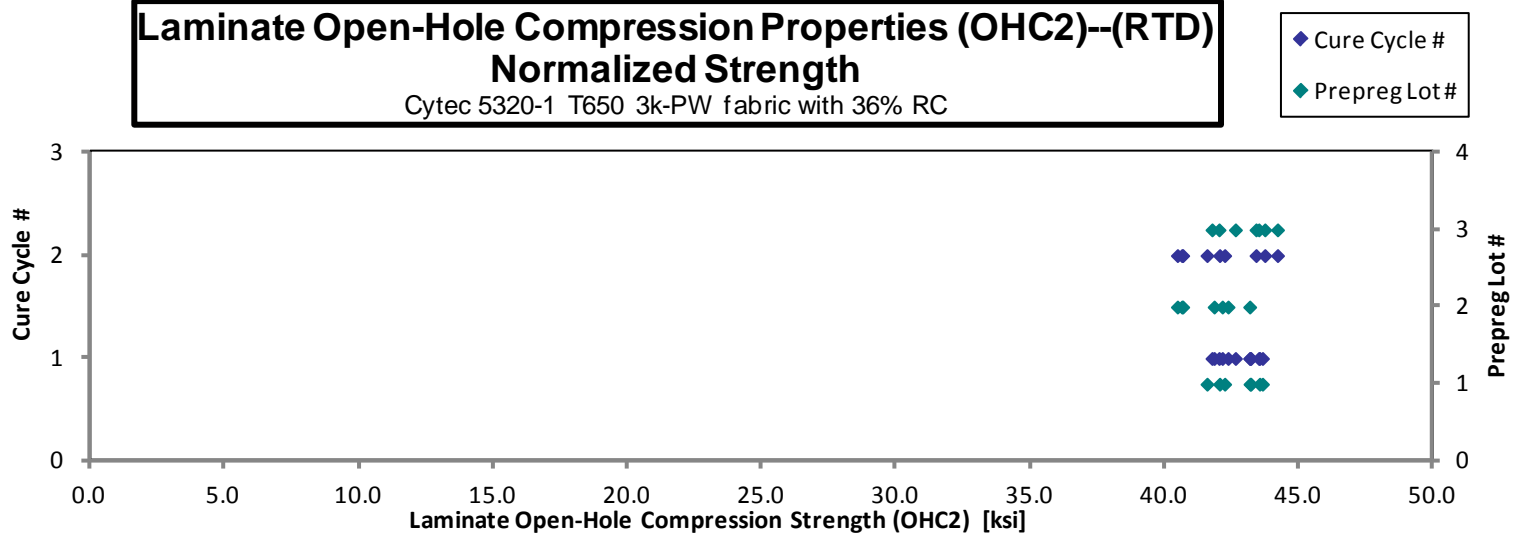 Laminate Open-Hole Compression Properties (OHC2)--(RTD)
Normalized Strength
Cytec 5320-1 T650 3k-PW fabric with 36% RC
Cure Cycle #
Prepreg Lot #
3
2
1
0
Cure Cycle #
4
3
2
1
0
Prepreg Lot #
0.0 5.0 10.0 15.0 20.0 25.0 30.0 35.0 40.0 45.0 50.0
Laminate Open-Hole Compression Strength (OHC2) [ksi]